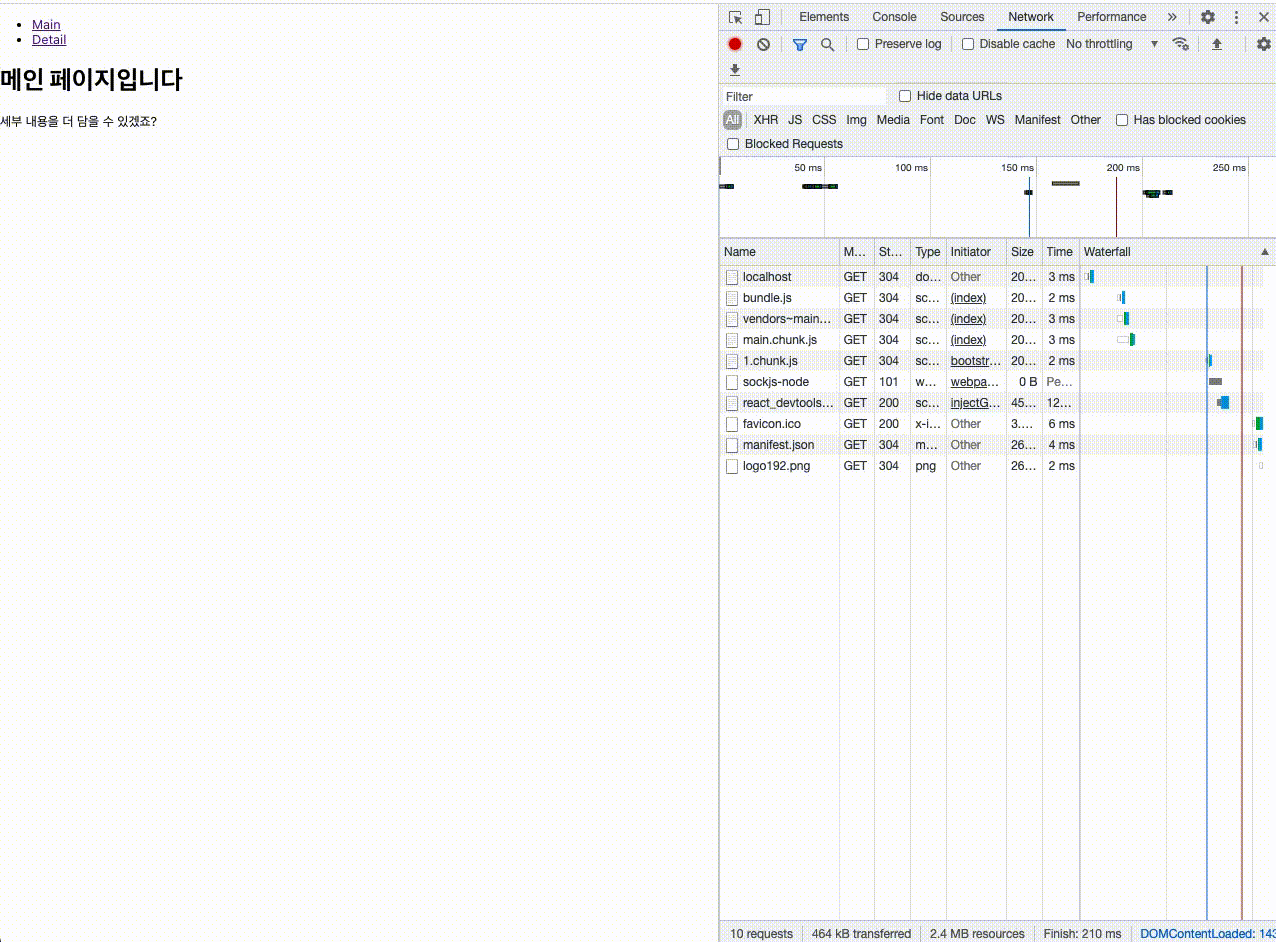 Main
Detail
메인 페이지입니다
세부 내용을 더 담을 수 있겠죠?
Elements Console Sources Network Performance
Preserve log Disable cache No throttling
Filter Hide data URLs
All XHR JS CSS Img Media Font Doc WS Manifest Other Has blocked cookies
Blocked Requests
50 ms 100 ms 150 ms 200 ms 250 ms
Name M... St... Type Initiator Size Time Waterfall
localhost GET 304 do... Other 20... 3 ms
bundle.js GET 304 sc... (index) 20... 2 ms
vendors~main... GET 304 sc... (index) 20... 3 ms
main.chunk.js GET 304 sc... (index) 20... 3 ms
1.chunk.js GET 304 sc... bootstr... 20... 2 ms
sockjs-node GET 101 w... webpa... 0 B Pe...
react_devtools... GET 200 sc... injectG... 45... 12...
favicon.ico GET 200 x-i... Other 3.... 6 ms
manifest.json GET 304 m... Other 26... 4 ms
logo192.png GET 304 png Other 26... 2 ms
10 requests 464 kB transferred 2.4 MB resources Finish: 210 ms DOMContentLoaded: 143